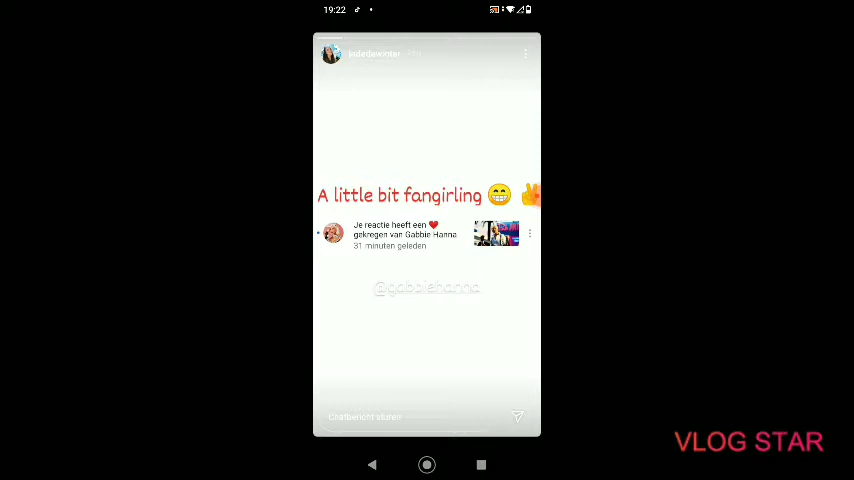 19:22
jadedewinter
A little bit fangirling 😁 ✌
Je reactie heeft een ❤️
gekregen van Gabbie Hanna
31 minuten geleden
@gabbiehanna
Chatbericht sturen
VLOG STAR